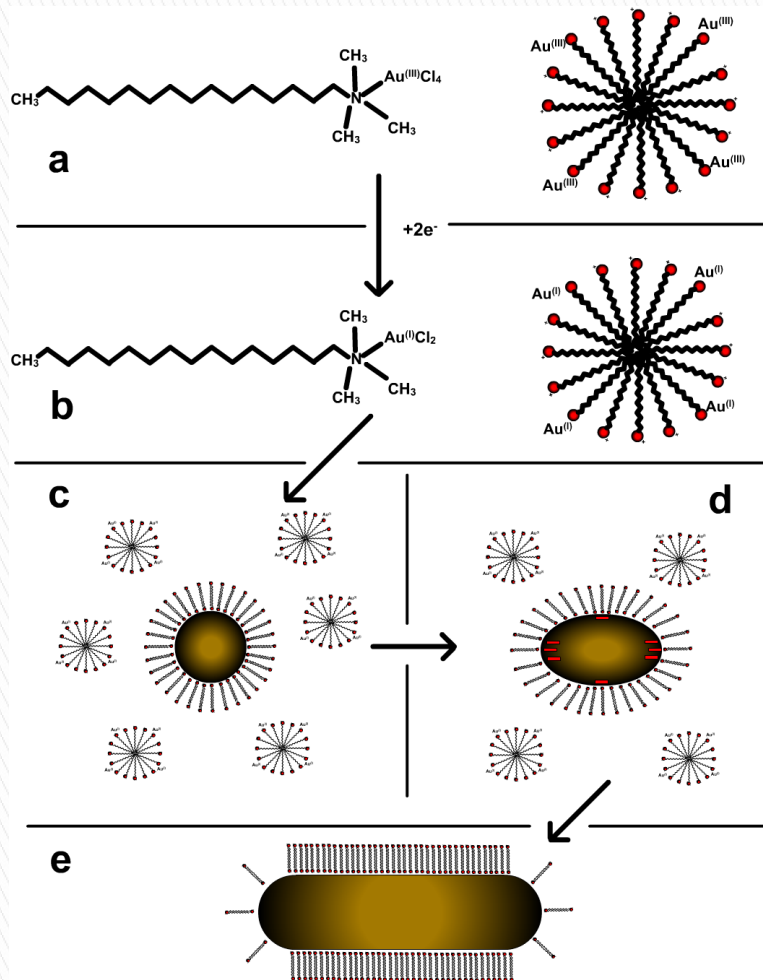 CH₃
Au⁽ᴵᴵᴵ⁾Cl₄
CH₃
N
CH₃
CH₃
a
Au⁽ᴵᴵᴵ⁾
Au⁽ᴵᴵᴵ⁾
Au⁽ᴵᴵᴵ⁾
Au⁽ᴵᴵᴵ⁾
+2e⁻
CH₃
Au⁽ᴵ⁾Cl₂
CH₃
N
CH₃
CH₃
b
Au⁽ᴵ⁾
Au⁽ᴵ⁾
Au⁽ᴵ⁾
Au⁽ᴵ⁾
c
d
e